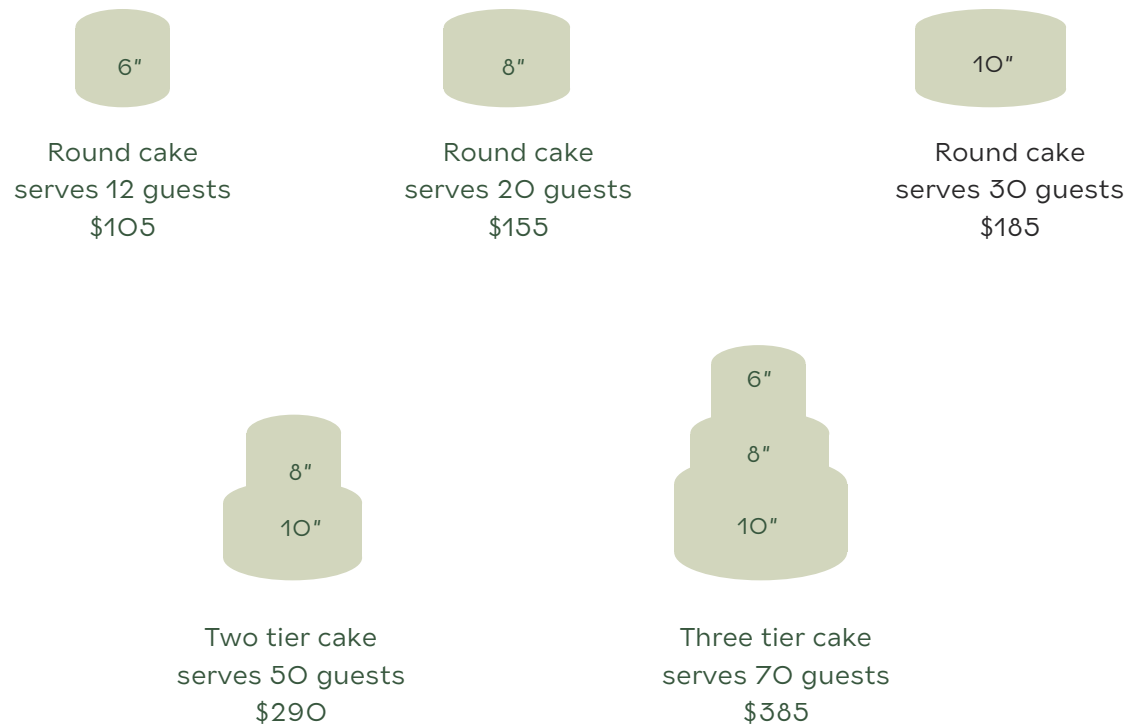 6"
Round cake
serves 12 guests
$105
8"
Round cake
serves 20 guests
$155
10"
Round cake
serves 30 guests
$185
8"
10"
Two tier cake
serves 50 guests
$290
6"
8"
10"
Three tier cake
serves 70 guests
$385